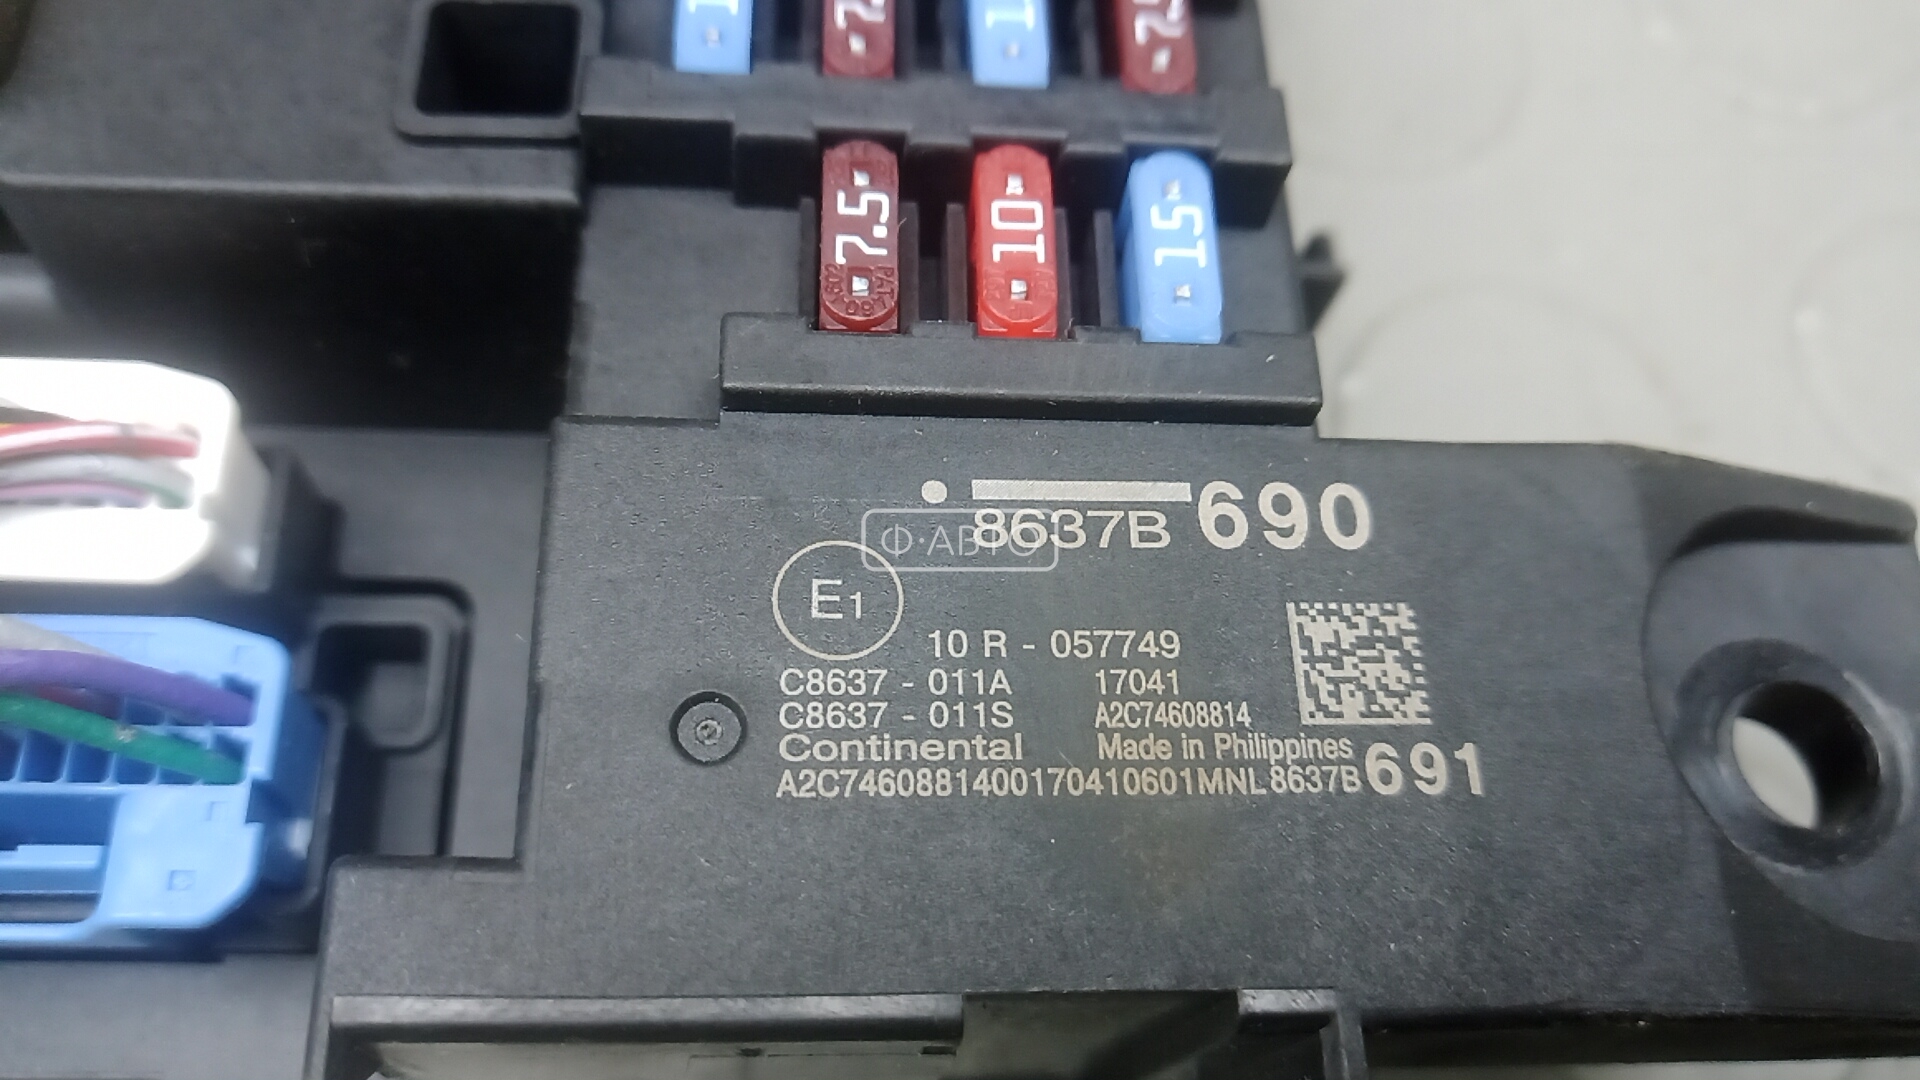 7.5
10
15
8637B 690
Ф·АВТО
E1
10 R - 057749
C8637 - 011A 17041
C8637 - 011S A2C74608814
Continental Made in Philippines
A2C7460881400170410601MNL 8637B 691